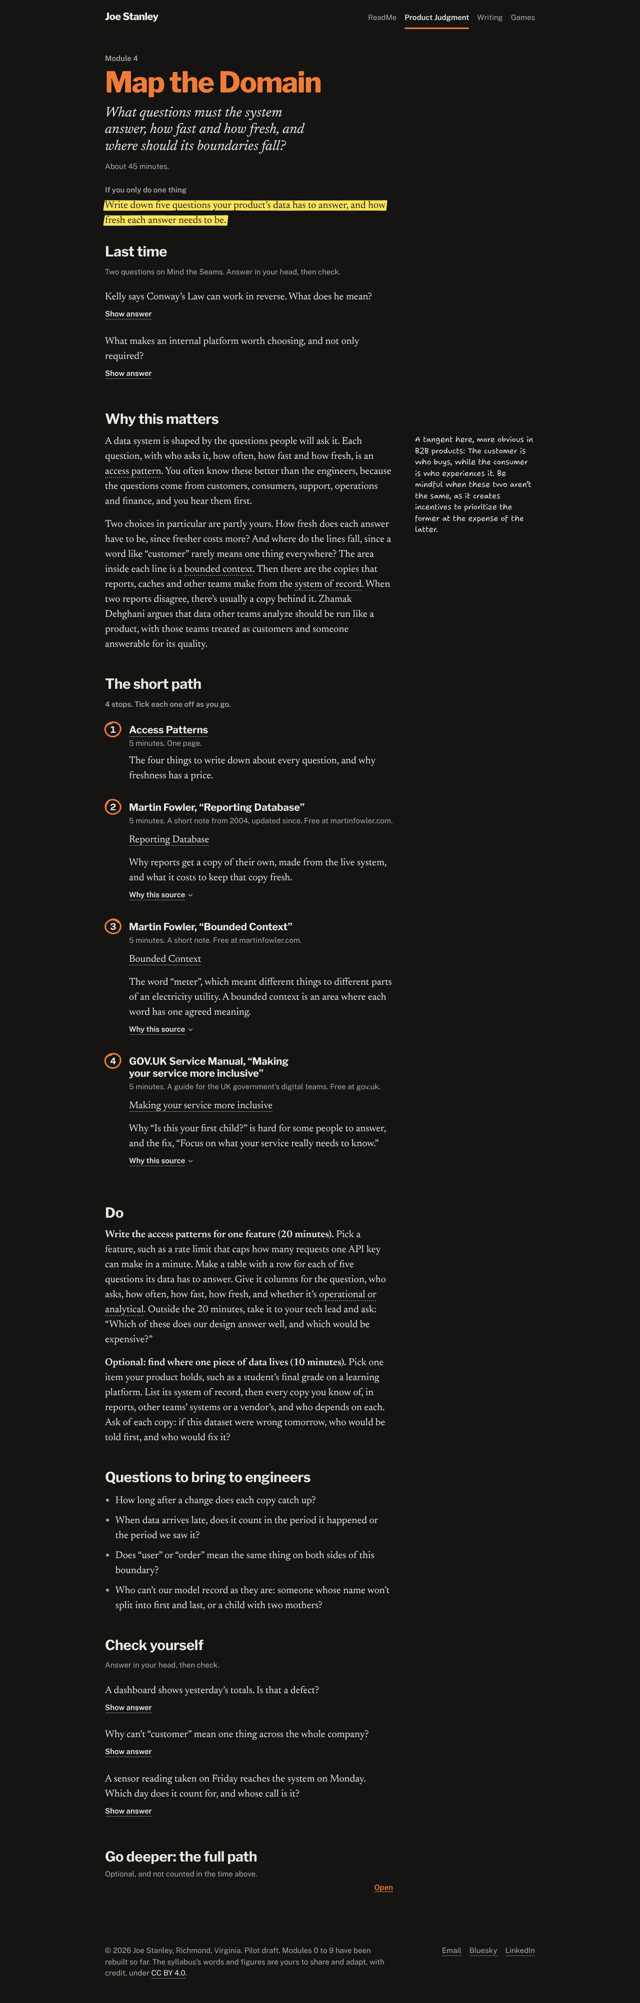 Joe Stanley
ReadMe
Product Judgment
Writing
Games
Module 4
Map the Domain
What questions must the system
answer, how fast and how fresh, and
where should its boundaries fall?
About 45 minutes.
If you only do one thing
Write down five questions your product’s data has to answer, and how
fresh each answer needs to be.
Last time
Two questions on Mind the Seams. Answer in your head, then check.
Kelly says Conway’s Law can work in reverse. What does he mean?
Show answer
What makes an internal platform worth choosing, and not only
required?
Show answer
Why this matters
A data system is shaped by the questions people will ask it. Each
question, with who asks it, how often, how fast and how fresh, is an
access pattern. You often know these better than the engineers, because
the questions come from customers, consumers, support, operations
and finance, and you hear them first.
A tangent here, more obvious in
B2B products: The customer is
who buys, while the consumer
is who experiences it. Be
mindful when these two aren’t
the same, as it creates
incentives to prioritize the
former at the expense of the
latter.
Two choices in particular are partly yours. How fresh does each answer
have to be, since fresher costs more? And where do the lines fall, since a
word like “customer” rarely means one thing everywhere? The area
inside each line is a bounded context. Then there are the copies that
reports, caches and other teams make from the system of record. When
two reports disagree, there’s usually a copy behind it. Zhamak
Dehghani argues that data other teams analyze should be run like a
product, with those teams treated as customers and someone
answerable for its quality.
The short path
4 stops. Tick each one off as you go.
1
Access Patterns
5 minutes. One page.
The four things to write down about every question, and why
freshness has a price.
2
Martin Fowler, “Reporting Database”
5 minutes. A short note from 2004, updated since. Free at martinfowler.com.
Reporting Database
Why reports get a copy of their own, made from the live system,
and what it costs to keep that copy fresh.
Why this source
3
Martin Fowler, “Bounded Context”
5 minutes. A short note. Free at martinfowler.com.
Bounded Context
The word “meter”, which meant different things to different parts
of an electricity utility. A bounded context is an area where each
word has one agreed meaning.
Why this source
4
GOV.UK Service Manual, “Making
your service more inclusive”
5 minutes. A guide for the UK government’s digital teams. Free at gov.uk.
Making your service more inclusive
Why “Is this your first child?” is hard for some people to answer,
and the fix, “Focus on what your service really needs to know.”
Why this source
Do
Write the access patterns for one feature (20 minutes). Pick a
feature, such as a rate limit that caps how many requests one API key
can make in a minute. Make a table with a row for each of five
questions its data has to answer. Give it columns for the question, who
asks, how often, how fast, how fresh, and whether it’s operational or
analytical. Outside the 20 minutes, take it to your tech lead and ask:
“Which of these does our design answer well, and which would be
expensive?”
Optional: find where one piece of data lives (10 minutes). Pick one
item your product holds, such as a student’s final grade on a learning
platform. List its system of record, then every copy you know of, in
reports, other teams’ systems or a vendor’s, and who depends on each.
Ask of each copy: if this dataset were wrong tomorrow, who would be
told first, and who would fix it?
Questions to bring to engineers
• How long after a change does each copy catch up?
• When data arrives late, does it count in the period it happened or
the period we saw it?
• Does “user” or “order” mean the same thing on both sides of this
boundary?
• Who can’t our model record as they are: someone whose name won’t
split into first and last, or a child with two mothers?
Check yourself
Answer in your head, then check.
A dashboard shows yesterday’s totals. Is that a defect?
Show answer
Why can’t “customer” mean one thing across the whole company?
Show answer
A sensor reading taken on Friday reaches the system on Monday.
Which day does it count for, and whose call is it?
Show answer
Go deeper: the full path
Optional, and not counted in the time above.
Open
© 2026 Joe Stanley, Richmond, Virginia. Pilot draft. Modules 0 to 9 have been
rebuilt so far. The syllabus’s words and figures are yours to share and adapt, with
credit, under CC BY 4.0.
Email
Bluesky
LinkedIn